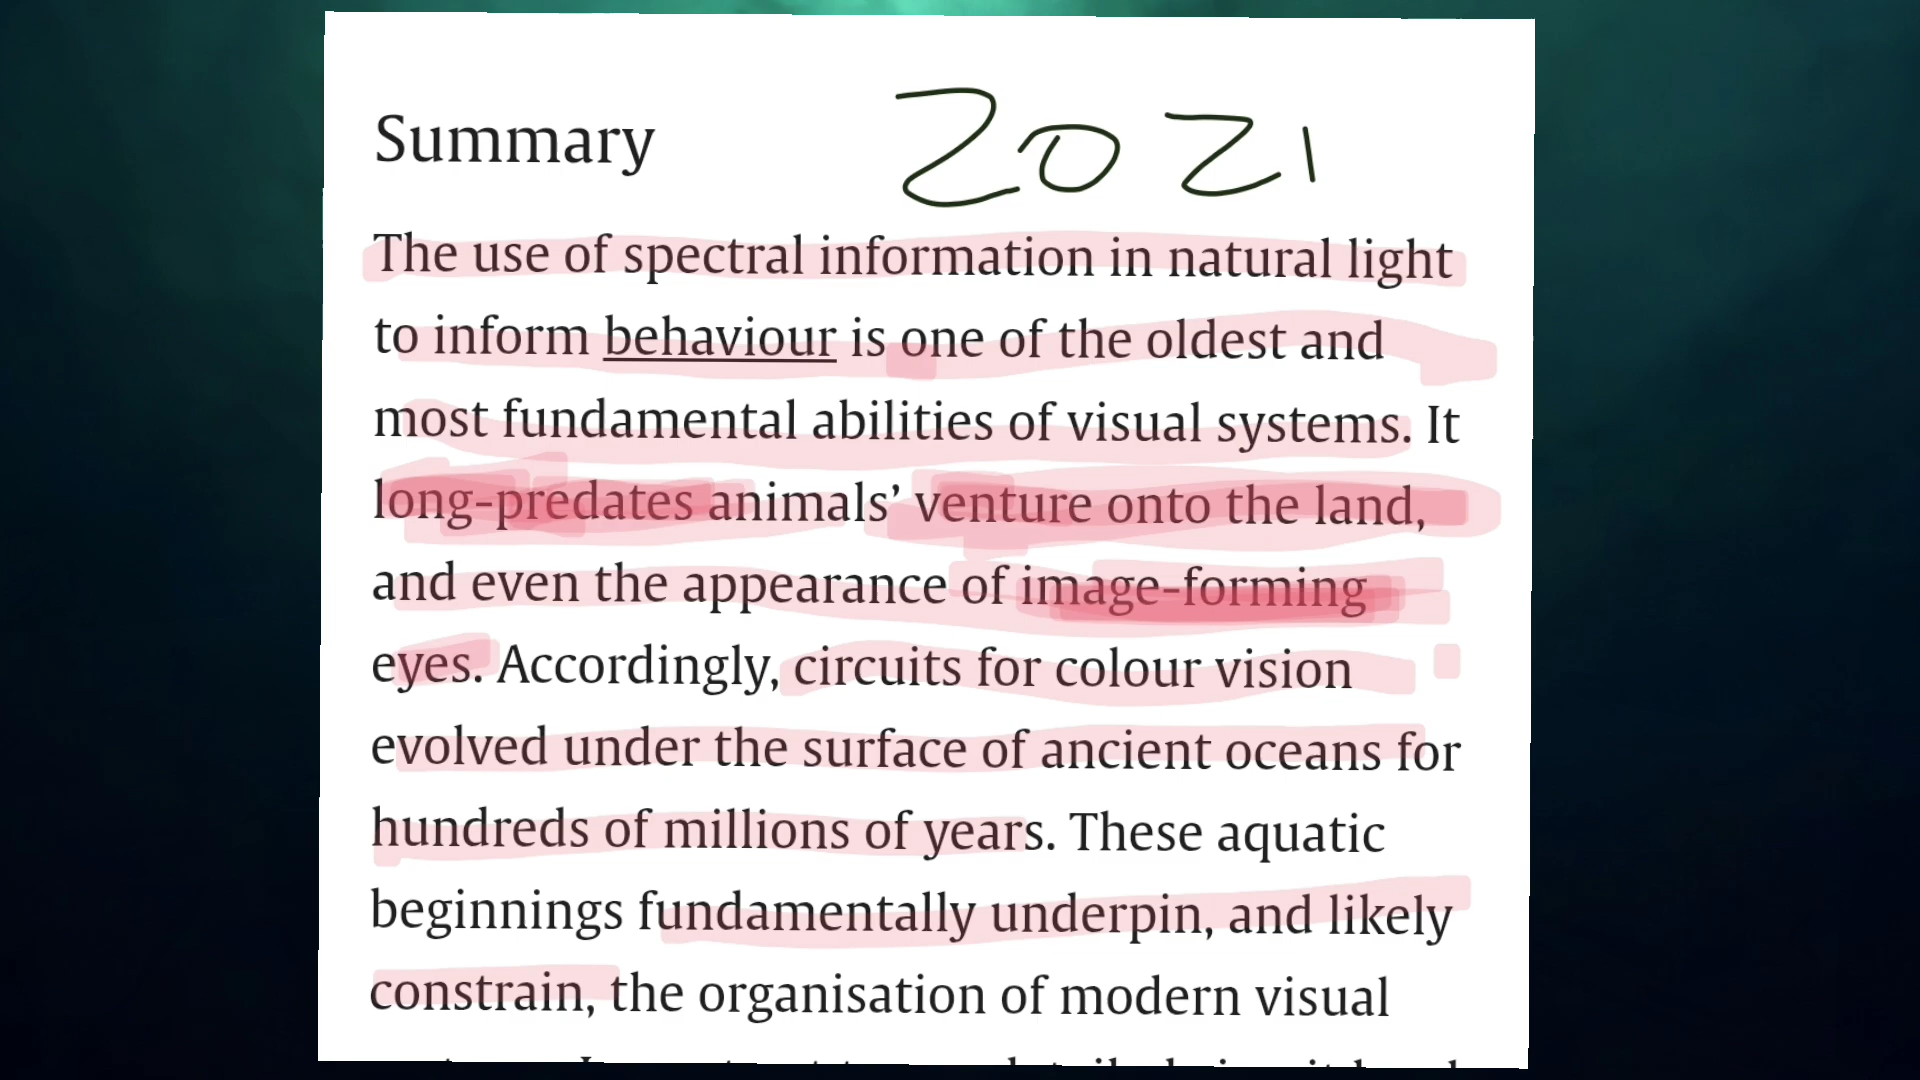 Summary 2021
The use of spectral information in natural light
to inform behaviour is one of the oldest and
most fundamental abilities of visual systems. It
long-predates animals’ venture onto the land,
and even the appearance of image-forming
eyes. Accordingly, circuits for colour vision
evolved under the surface of ancient oceans for
hundreds of millions of years. These aquatic
beginnings fundamentally underpin, and likely
constrain, the organisation of modern visual